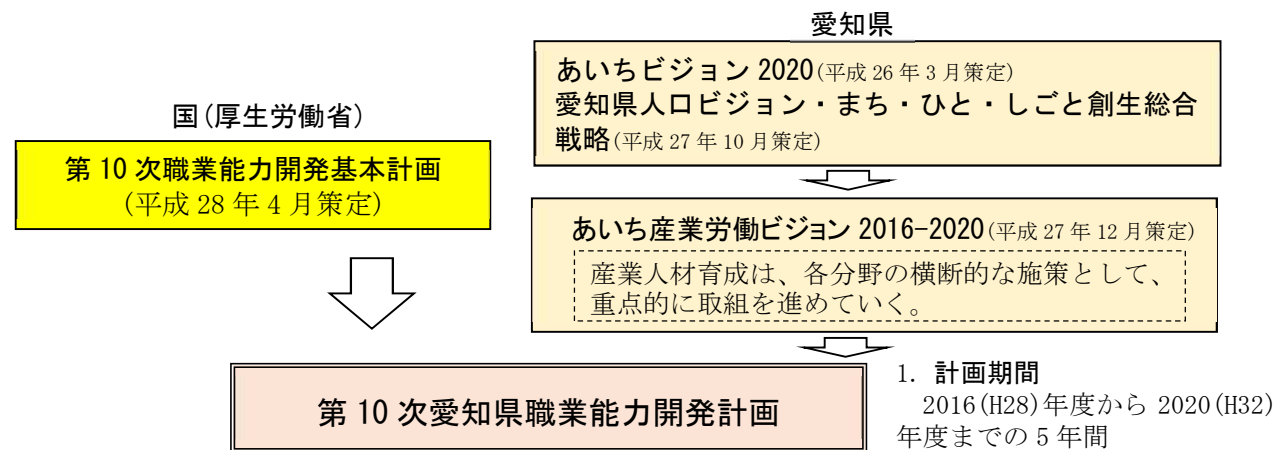 愛知県
あいちビジョン 2020(平成 26 年 3 月策定)
愛知県人口ビジョン・まち・ひと・しごと創生総合
戦略(平成 27 年 10 月策定)
国(厚生労働省)
第 10 次職業能力開発基本計画
(平成 28 年 4 月策定)
あいち産業労働ビジョン 2016-2020(平成 27 年 12 月策定)
産業人材育成は、各分野の横断的な施策として、
重点的に取組を進めていく。
第 10 次愛知県職業能力開発計画
1. 計画期間
2016(H28)年度から 2020(H32)
年度までの 5 年間